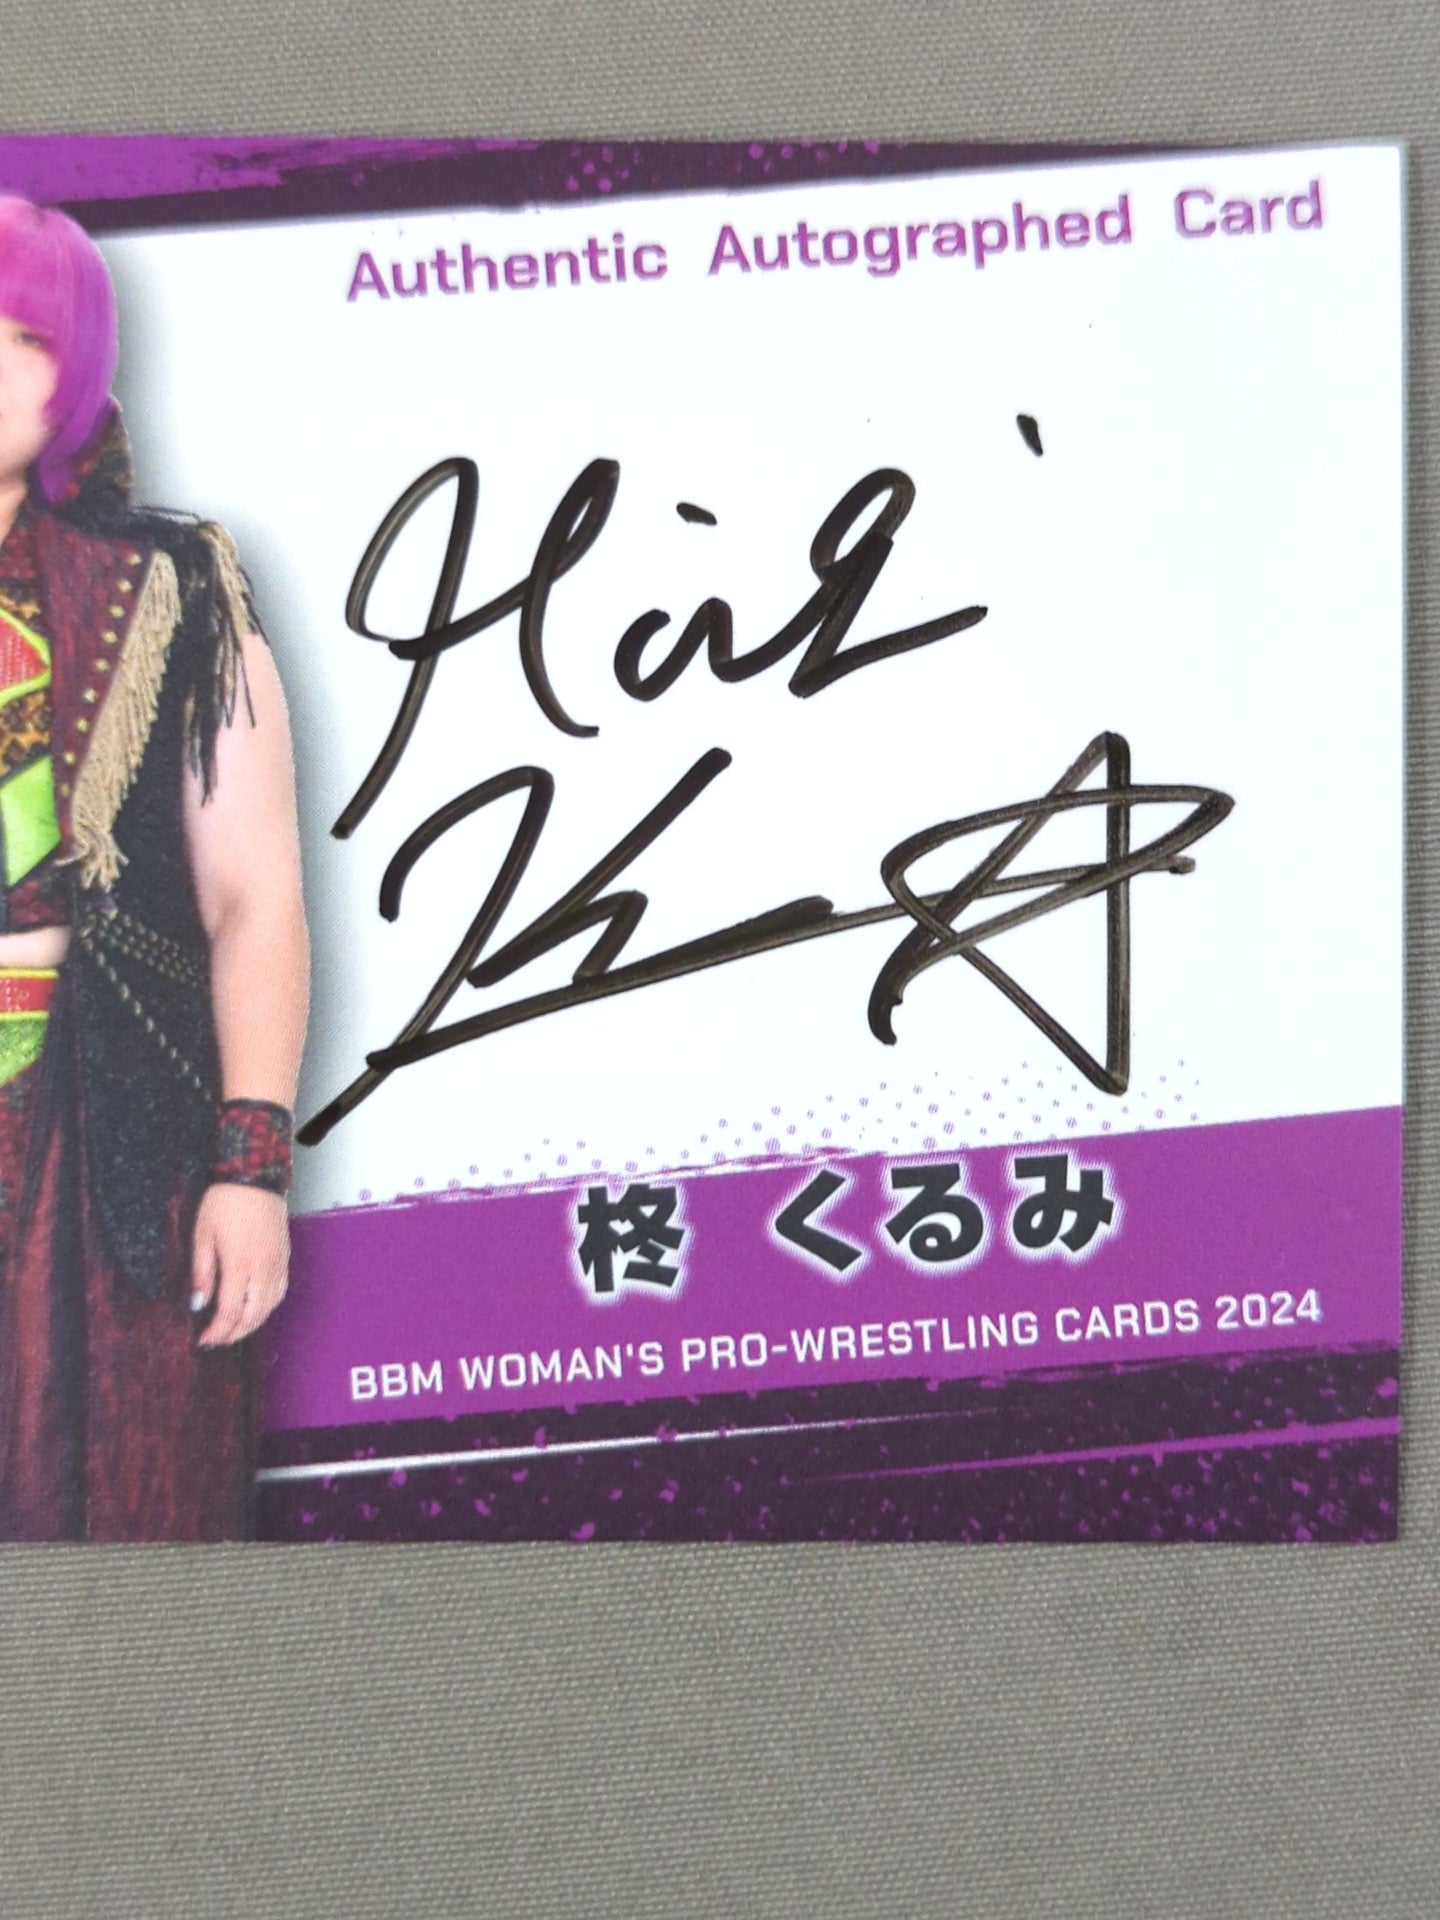 Authentic Autographed Card
柊 くるみ
BBM WOMAN'S PRO-WRESTLING CARDS 2024